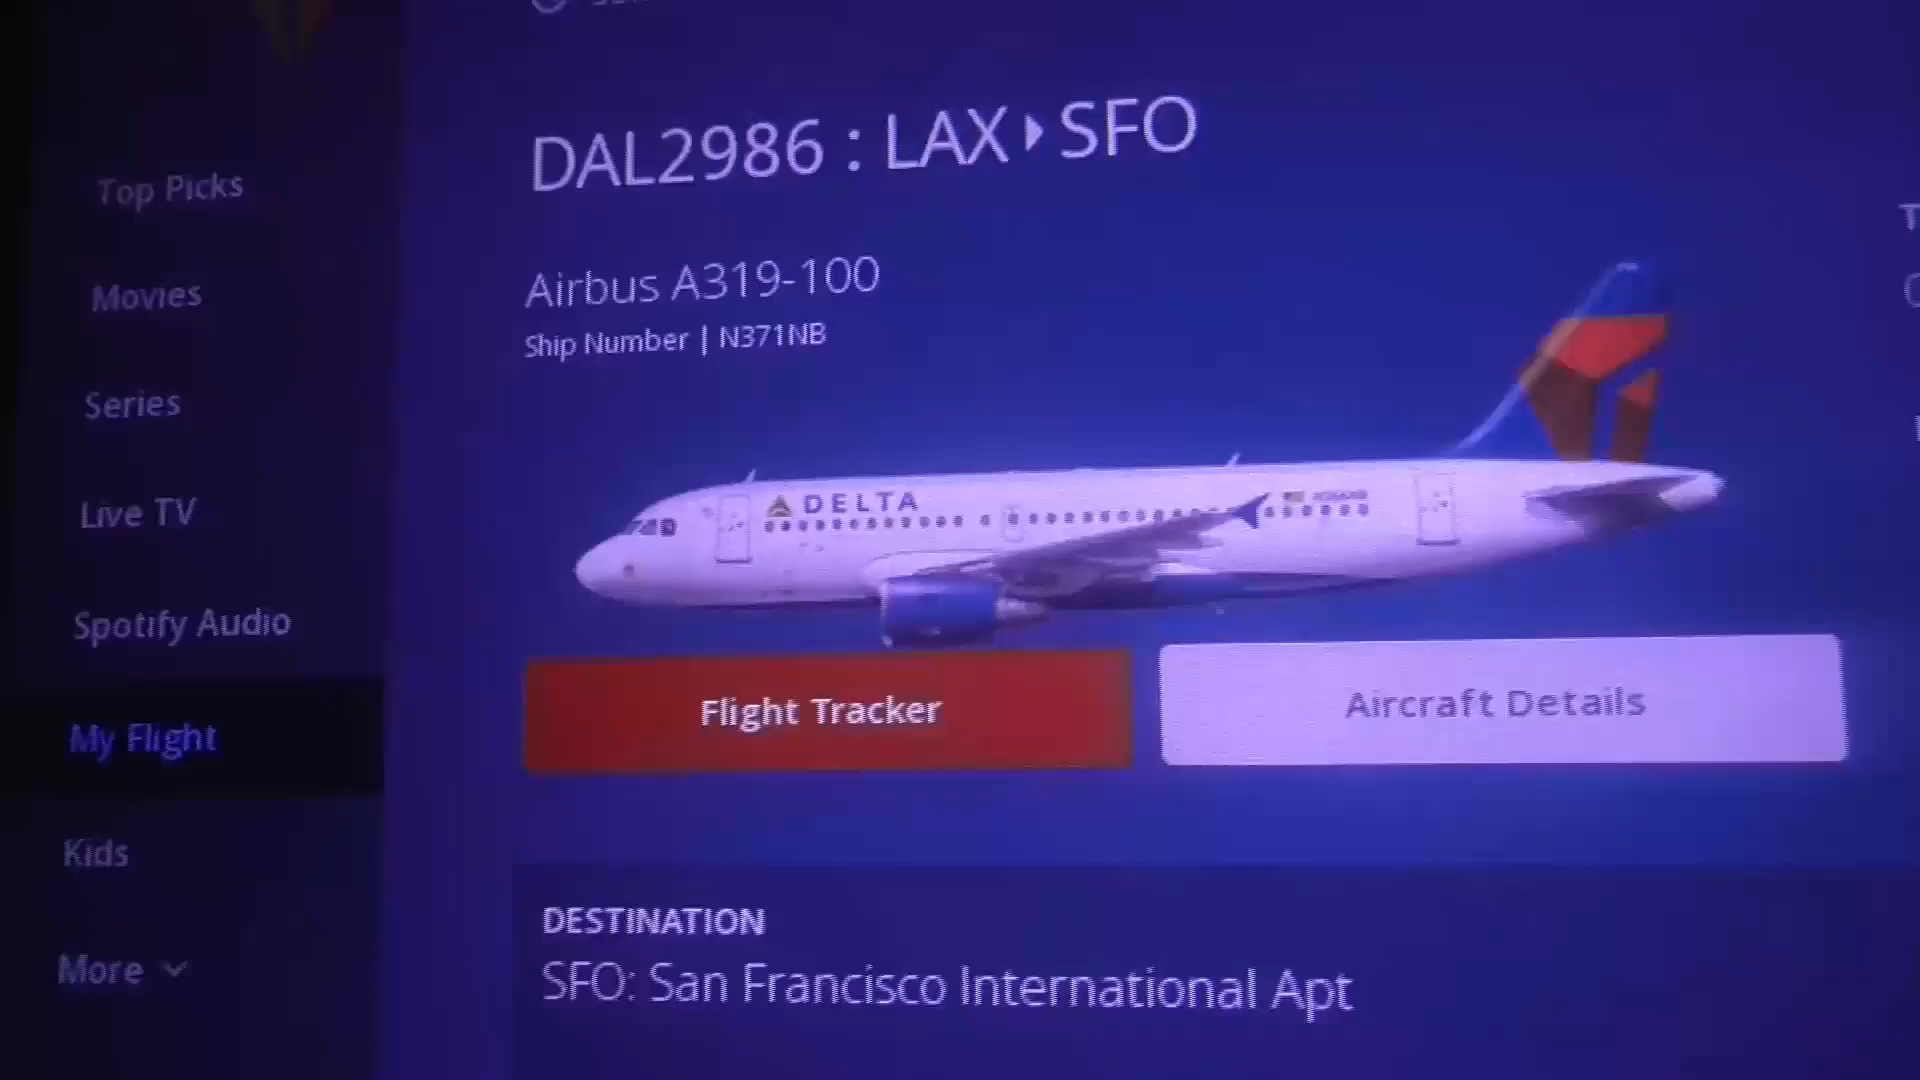 DAL2986 : LAX▸SFO
Airbus A319-100
Ship Number | N371NB
DELTA
Flight Tracker
Aircraft Details
DESTINATION
SFO: San Francisco International Apt
Top Picks
Movies
Series
Live TV
Spotify Audio
My Flight
Kids
More